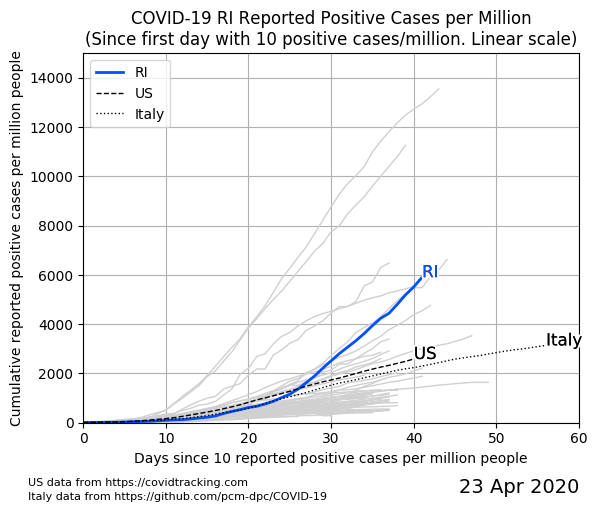 COVID-19 RI Reported Positive Cases per Million
(Since first day with 10 positive cases/million. Linear scale)
Cumulative reported positive cases per million people
14000
12000
10000
8000
6000
4000
2000
0
RI
US
Italy
RI
US
Italy
0 10 20 30 40 50 60
Days since 10 reported positive cases per million people
US data from https://covidtracking.com
Italy data from https://github.com/pcm-dpc/COVID-19
23 Apr 2020